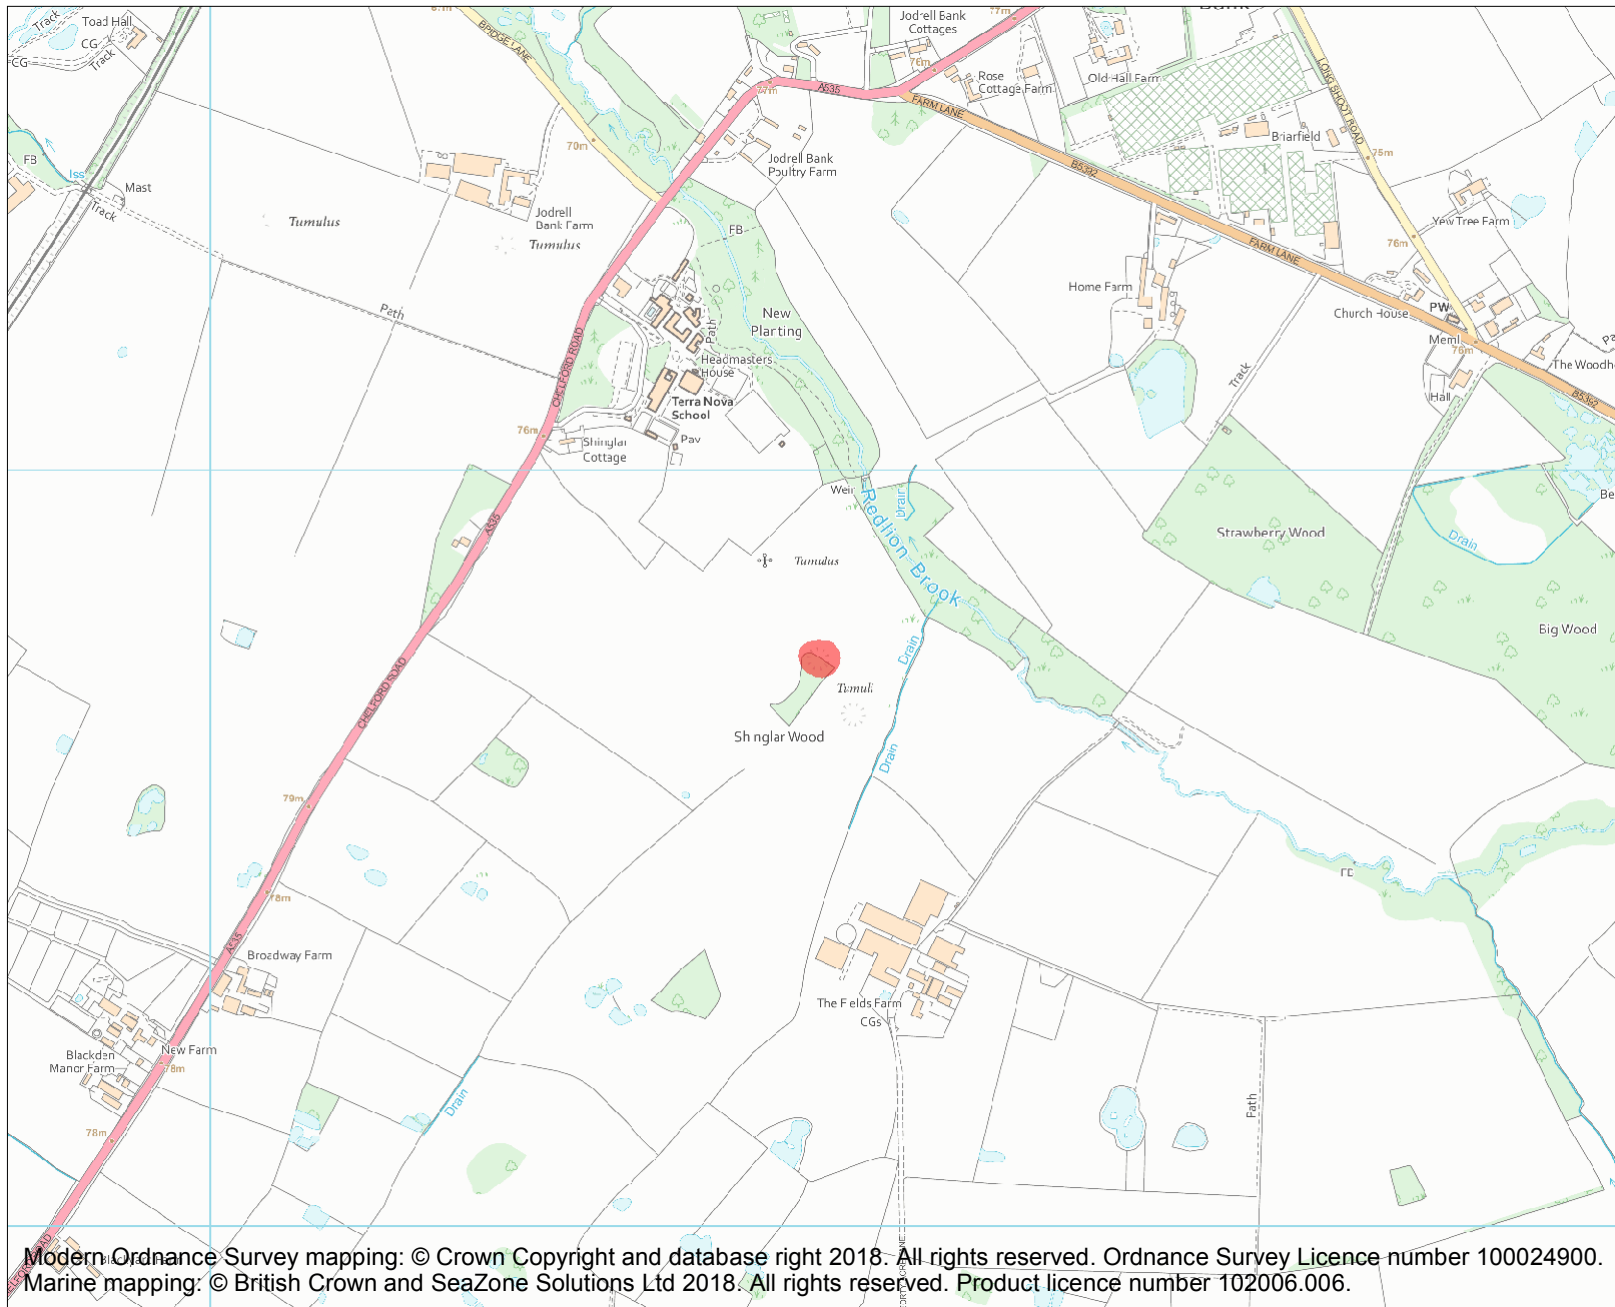 Track
Toad Hall
CG
CG
Track
BRIDGE LANE
Jodrell Bank
Cottages
77m
76m
77m
A535
Rose
Cottage Farm
Old Hall Farm
FARM LANE
LONG SHOOT ROAD
Briarfield
75m
70m
FB
Iss
Mast
Track
Jodrell Bank
Poultry Farm
B5392
Tumulus
Jodrell
Bank Farm
Tumulus
FB
Yew Tree Farm
76m
FARM LANE
Home Farm
Path
New
Planting
Path
PW
Church House
Meml
76m
CHELFORD ROAD
Headmasters
House
The Woodh
Track
Hall
B5392
Terra Nova
School
76m
Shinglar
Cottage
Pav
Weir
Drain
Be
A535
Redlion Brook
Strawberry Wood
Drain
Tumulus
Big Wood
Drain
CHELFORD ROAD
Tumuli
Shinglar Wood
Drain
79m
78m
A535
Broadway Farm
The Fields Farm
CGs
New Farm
Blackden
Manor Farm
78m
Drain
Path
78m
Modern Ordnance Survey mapping: © Crown Copyright and database right 2018. All rights reserved. Ordnance Survey Licence number 100024900.
Marine mapping: © British Crown and SeaZone Solutions Ltd 2018. All rights reserved. Product licence number 102006.006.